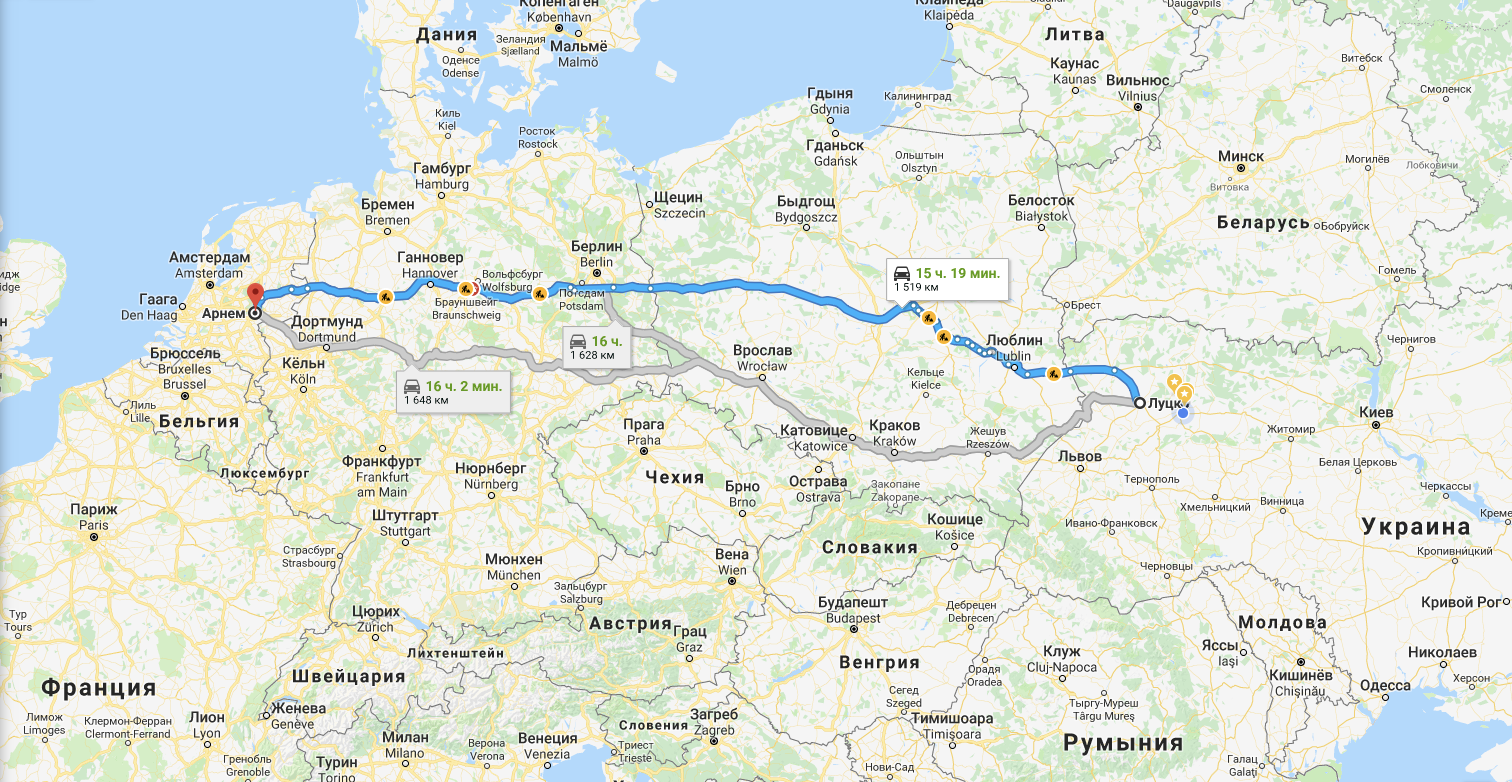 Копенгаген
København
Клайпеда
Klaipėda
Daugavpils
Дания
Зеландия
Sjælland
Мальмё
Malmö
Оденсе
Odense
Литва
Каунас
Kaunas
Вильнюс
Vilnius
Витебск
Смоленск
Гдыня
Gdynia
Калининград
Киль
Kiel
Росток
Rostock
Гданьск
Gdańsk
Ольштын
Olsztyn
Минск
Витовка
Могилёв
Лобковичи
Гамбург
Hamburg
Щецин
Szczecin
Быдгощ
Bydgoszcz
Белосток
Białystok
Бремен
Bremen
Беларусь
Бобруйск
Амстердам
Amsterdam
Ганновер
Hannover
Берлин
Berlin
Вольфсбург
Wolfsburg
15 ч. 19 мин.
1 519 км
Гомель
Гаага
Den Haag
Арнем
Брауншвейг
Braunschweig
Потсдам
Potsdam
Брест
Дортмунд
Dortmund
16 ч.
1 628 км
Люблин
Lublin
Чернигов
Брюссель
Bruxelles
Brussel
Кёльн
Köln
Вроцлав
Wrocław
Кельце
Kielce
16 ч. 2 мин.
1 648 км
Лилль
Lille
Бельгия
Луцк
Киев
Житомир
Прага
Praha
Катовице
Katowice
Краков
Kraków
Жешув
Rzeszów
Львов
Белая Церковь
Люксембург
Франкфурт
Frankfurt
am Main
Нюрнберг
Nürnberg
Чехия
Брно
Brno
Острава
Ostrava
Закопане
Zakopane
Тернополь
Хмельницкий
Винница
Черкассы
Париж
Paris
Штутгарт
Stuttgart
Кошице
Košice
Ивано-Франковск
Украина
Страсбург
Strasbourg
Мюнхен
München
Вена
Wien
Словакия
Кропивницкий
Черновцы
Зальцбург
Salzburg
Тур
Tours
Цюрих
Zürich
Австрия
Грац
Graz
Будапешт
Budapest
Дебрецен
Debrecen
Кривой Рог
Молдова
Яссы
Iași
Лихтенштейн
Швейцария
Венгрия
Орадя
Oradea
Клуж
Cluj-Napoca
Кишинёв
Chișinău
Николаев
Херсон
Одесса
Франция
Женева
Genève
Лимож
Limoges
Клермон-Ферран
Clermont-Ferrand
Лион
Lyon
Словения
Загреб
Zagreb
Сегед
Szeged
Тыргу-Муреш
Târgu Mureș
Тимишоара
Timișoara
Румыния
Милан
Milano
Верона
Verona
Венеция
Venezia
Триест
Trieste
Гренобль
Grenoble
Турин
Torino
Нови-Сад
Галац
Galați